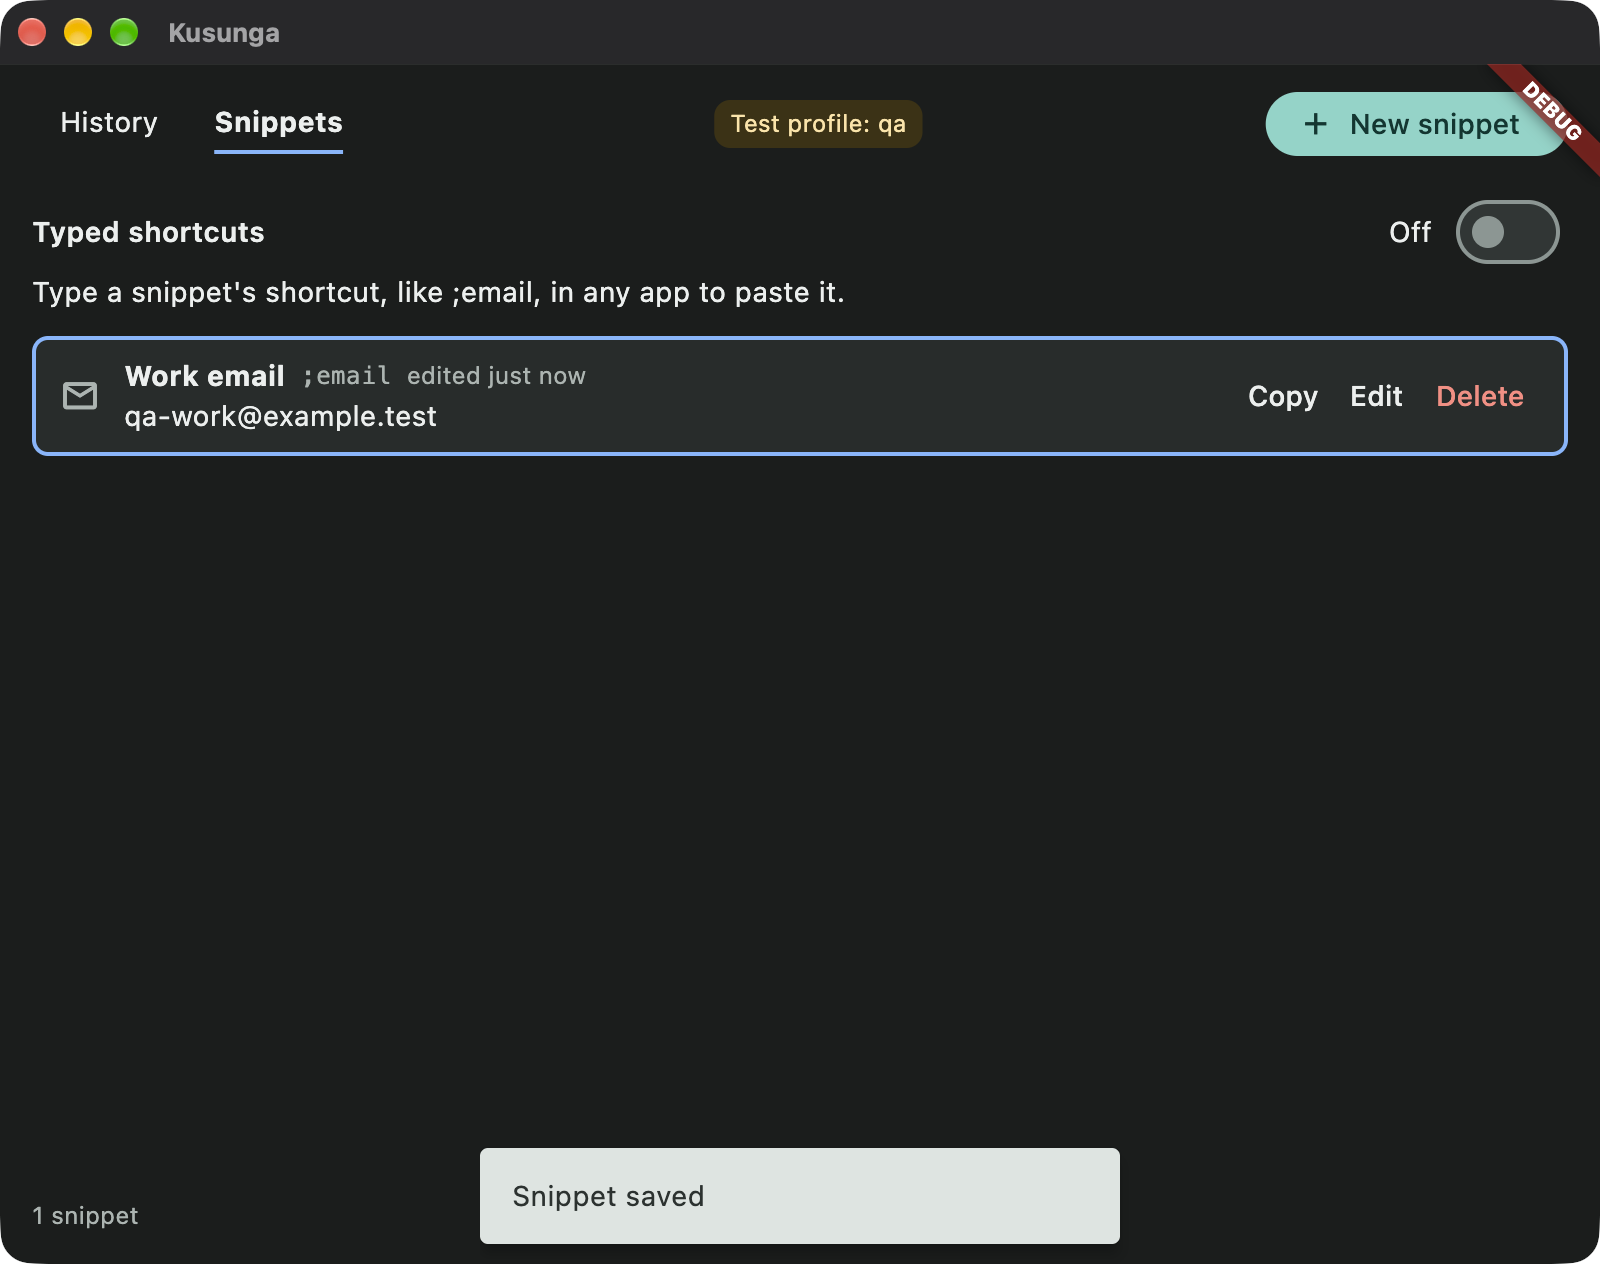 Kusunga
History Snippets Test profile: qa + New snippet
DEBUG
Typed shortcuts Off
Type a snippet's shortcut, like ;email, in any app to paste it.
Work email ;email edited just now
qa-work@example.test
Copy Edit Delete
Snippet saved
1 snippet